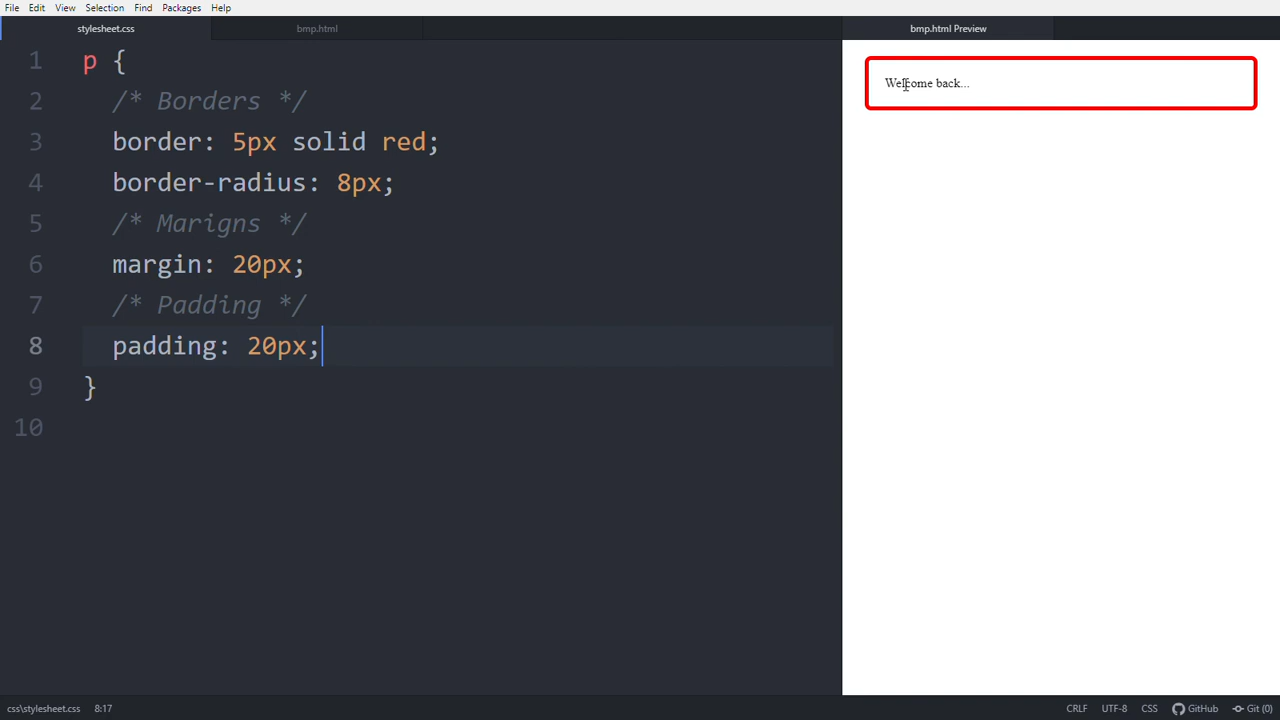 File Edit View Selection Find Packages Help
stylesheet.css bmp.html bmp.html Preview
1 p {
2 /* Borders */
3 border: 5px solid red;
4 border-radius: 8px;
5 /* Marigns */
6 margin: 20px;
7 /* Padding */
8 padding: 20px;
9 }
10
Welcome back...
css\stylesheet.css 8:17 CRLF UTF-8 CSS GitHub Git (0)